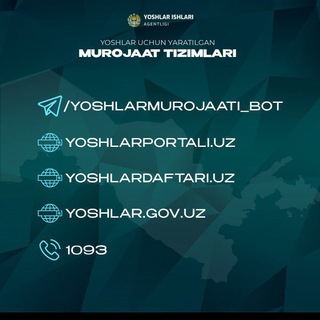 YOSHLAR ISHLARI
AGENTLIGI
YOSHLAR UCHUN YARATILGAN
MUROJAAT TIZIMLARI
/YOSHLARMUROJAATI_BOT
YOSHLARPORTALI.UZ
YOSHLARDAFTARI.UZ
YOSHLAR.GOV.UZ
1093